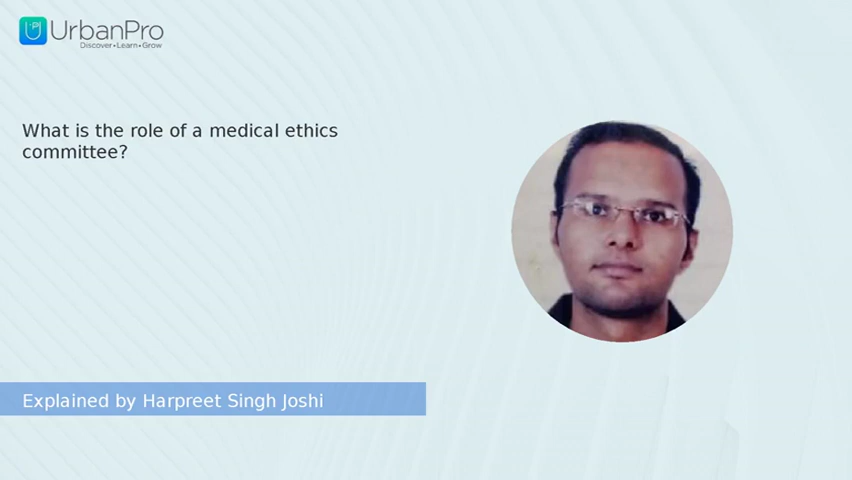 UrbanPro
Discover•Learn•Grow
What is the role of a medical ethics
committee?
Explained by Harpreet Singh Joshi